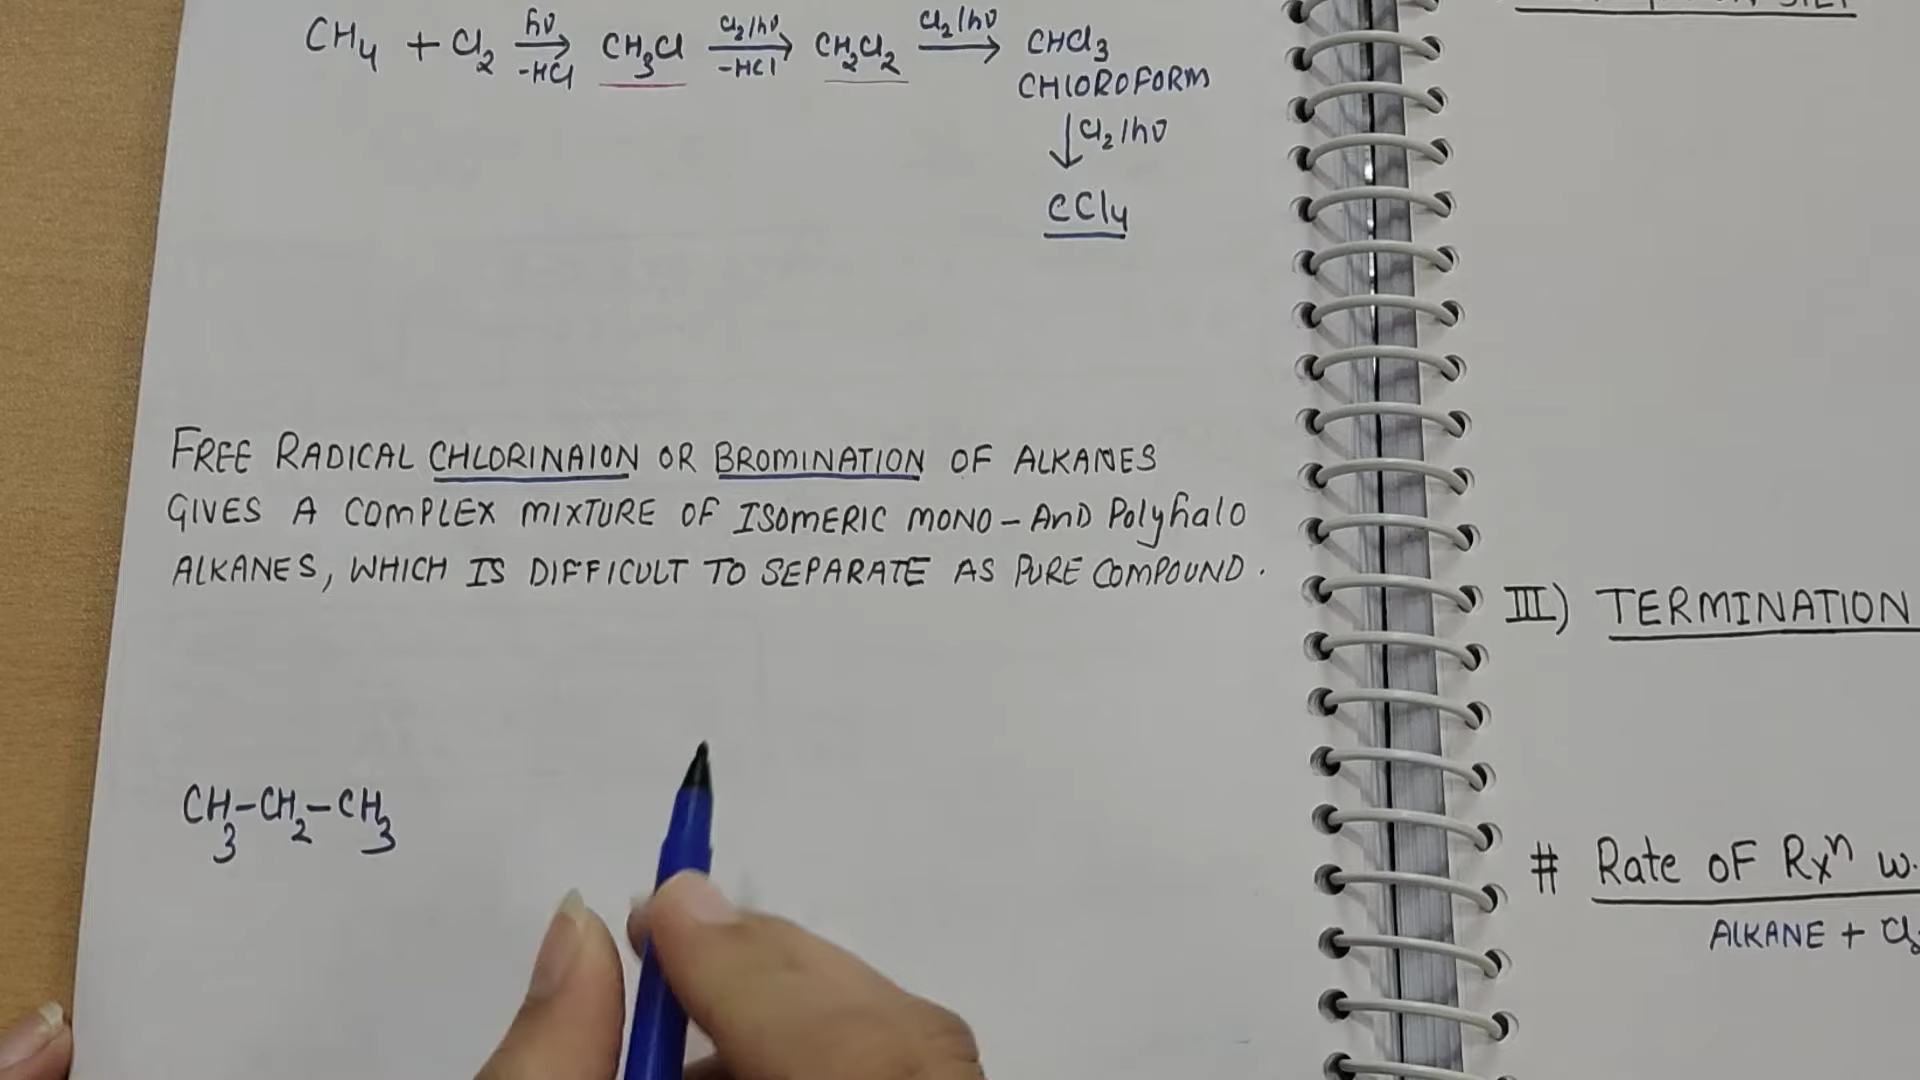 CH4 + Cl2 hν → -HCl CH3Cl Cl2/hν → -HCl CH2Cl2 Cl2/hν → CHCl3
CHLOROFORM
↓ Cl2/hν
CCl4
FREE RADICAL CHLORINAION OR BROMINATION OF ALKANES
GIVES A COMPLEX MIXTURE OF ISOMERIC MONO - AND Polyhalo
ALKANES, WHICH IS DIFFICULT TO SEPARATE AS PURE COMPOUND.
CH3-CH2-CH3
III) TERMINATION
# Rate OF Rxn w.
ALKANE + Cl2